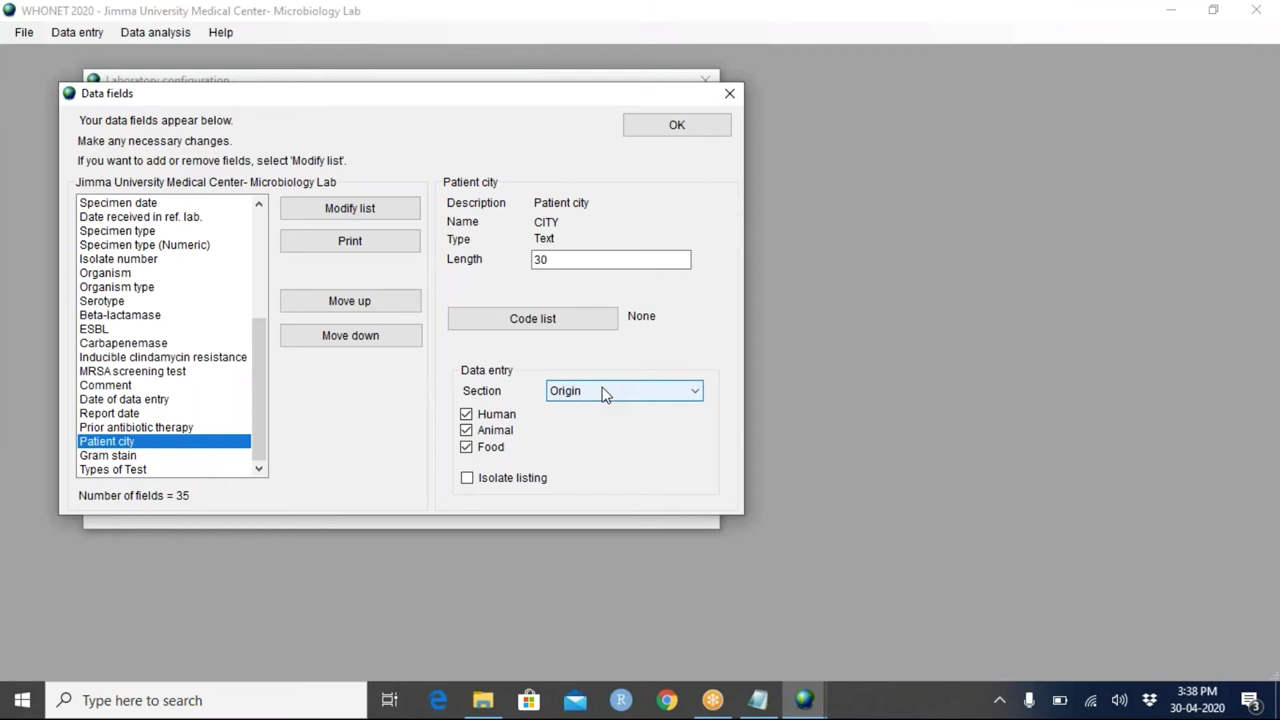 WHONET 2020 - Jimma University Medical Center- Microbiology Lab
File Data entry Data analysis Help
Laboratory configuration
Data fields
Your data fields appear below.
Make any necessary changes.
If you want to add or remove fields, select 'Modify list'.
OK
Jimma University Medical Center- Microbiology Lab
Specimen date
Date received in ref. lab.
Specimen type
Specimen type (Numeric)
Isolate number
Organism
Organism type
Serotype
Beta-lactamase
ESBL
Carbapenemase
Inducible clindamycin resistance
MRSA screening test
Comment
Date of data entry
Report date
Prior antibiotic therapy
Patient city
Gram stain
Types of Test
Number of fields = 35
Modify list
Print
Move up
Move down
Patient city
Description Patient city
Name CITY
Type Text
Length 30
Code list None
Data entry
Section Origin
Human
Animal
Food
Isolate listing
Type here to search
3:38 PM
30-04-2020
3